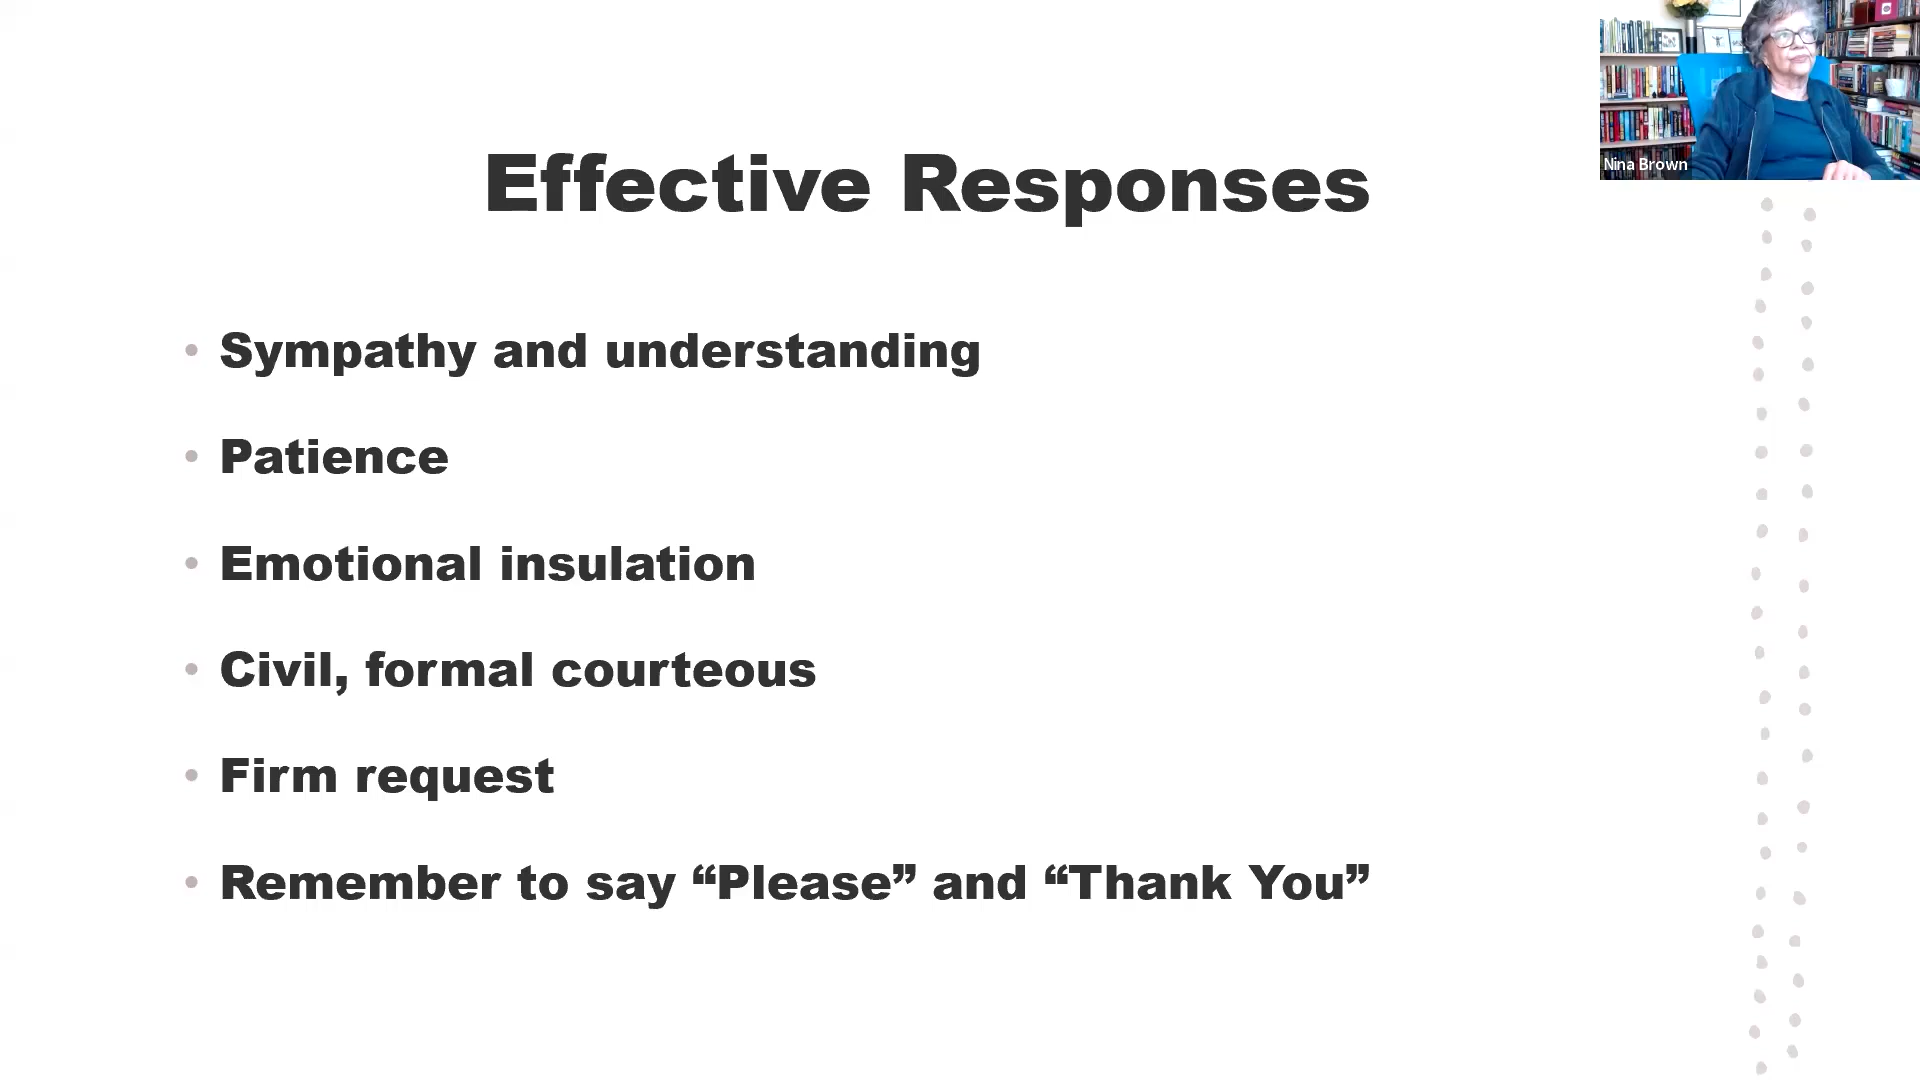 Nina Brown
Effective Responses
• Sympathy and understanding
• Patience
• Emotional insulation
• Civil, formal courteous
• Firm request
• Remember to say “Please” and “Thank You”